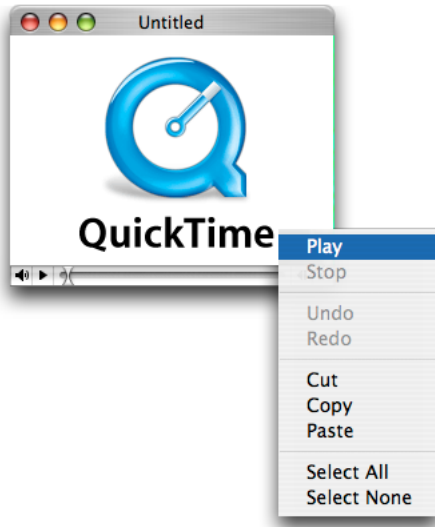 Untitled
QuickTime
Play
Stop
Undo
Redo
Cut
Copy
Paste
Select All
Select None